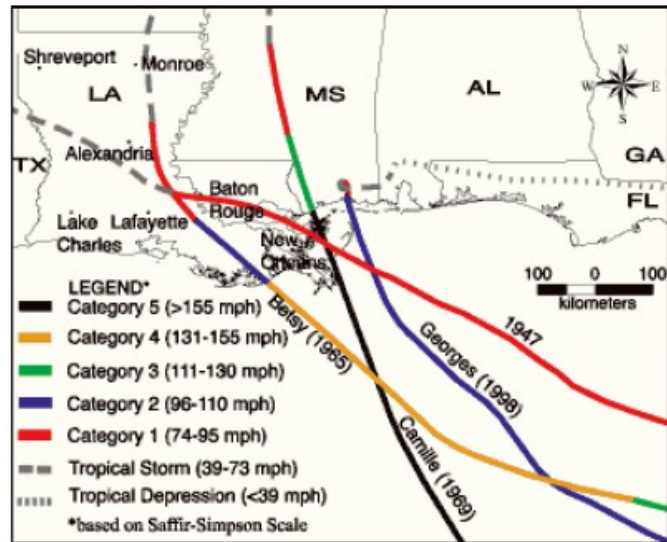 Shreveport
Monroe
LA
MS
AL
N
W E
S
TX
Alexandria
GA
Baton
Rouge
FL
Lake
Charles
Lafayette
New
Orleans
100 0 100
kilometers
LEGEND*
Category 5 (>155 mph)
Category 4 (131-155 mph)
Category 3 (111-130 mph)
Category 2 (96-110 mph)
Category 1 (74-95 mph)
Tropical Storm (39-73 mph)
Tropical Depression (<39 mph)
*based on Saffir-Simpson Scale
Betsy (1965)
Camille (1969)
Georges (1998)
1947